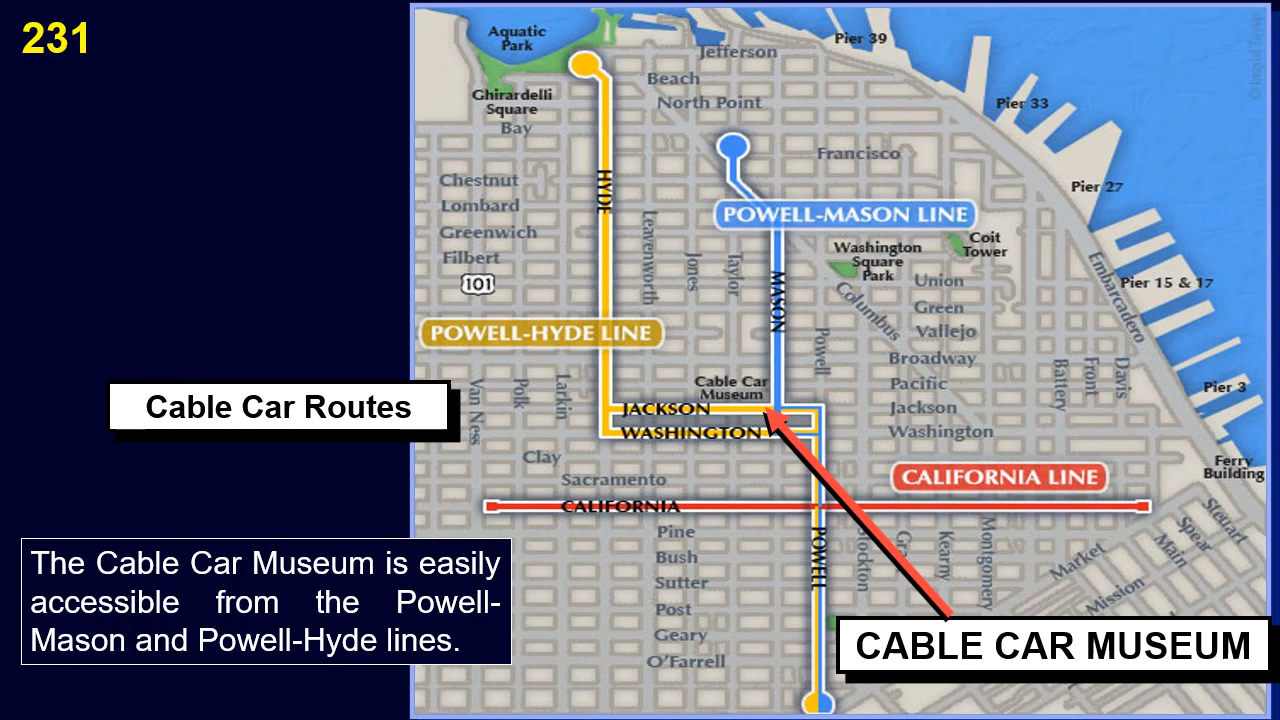 231
Aquatic
Park
Pier 39
Jefferson
Beach
Ghirardelli
Square
North Point
Pier 33
Bay
Francisco
HYDE
Chestnut
Lombard
Greenwich
Filbert
Pier 27
POWELL-MASON LINE
Leavenworth
Jones
Taylor
MASON
Washington
Square
Park
Coit
Tower
101
Columbus
Union
Green
Vallejo
Embarcadero
Pier 15 & 17
POWELL-HYDE LINE
Powell
Broadway
Pacific
Jackson
Washington
Battery
Front
Davis
Pier 3
Van Ness
Polk
Larkin
Cable Car
Museum
Cable Car Routes
JACKSON
WASHINGTON
Clay
Sacramento
CALIFORNIA LINE
Ferry
Building
CALIFORNIA
Pine
Bush
Sutter
Post
Geary
O'Farrell
POWELL
Stockton
Kearny
Montgomery
Market
Mission
Main
Spear
Steuart
The Cable Car Museum is easily
accessible from the Powell-
Mason and Powell-Hyde lines.
CABLE CAR MUSEUM